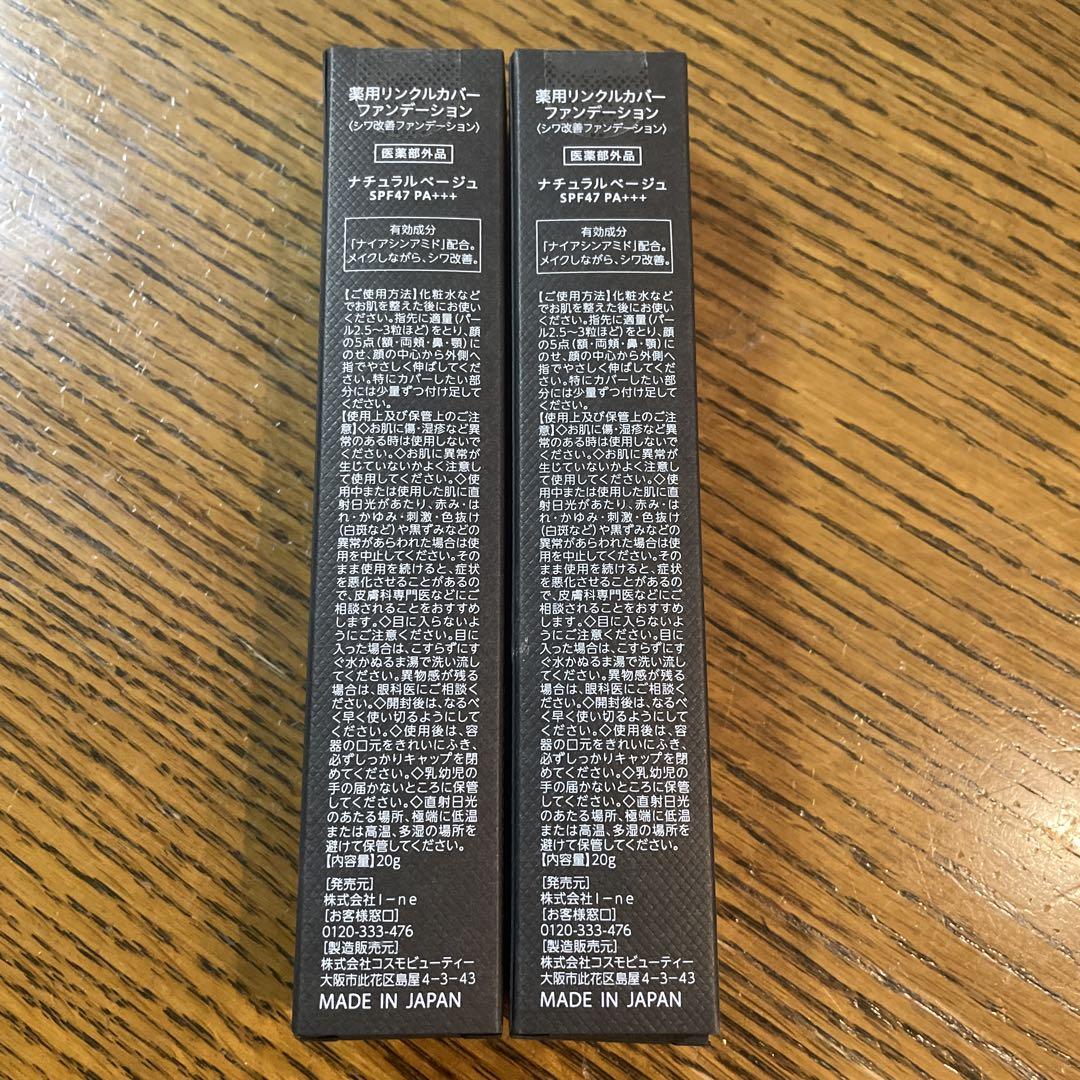 薬用リンクルカバー
ファンデーション
〈シワ改善ファンデーション〉
医薬部外品
ナチュラルベージュ
SPF47 PA+++
有効成分
「ナイアシンアミド」配合。
メイクしながら、シワ改善。
【ご使用方法】化粧水など
でお肌を整えた後にお使い
ください。指先に適量(パー
ル2.5〜3粒ほど)をとり、顔
の5点(額・両頬・鼻・顎)に
のせ、顔の中心から外側へ
指でやさしく伸ばしてくだ
さい。特にカバーしたい部
分には少量ずつ付け足して
ください。
【使用上及び保管上のご注
意】◇お肌に傷・湿疹など異
常のある時は使用しないで
ください。◇お肌に異常が
生じていないかよく注意し
て使用してください。◇使
用中または使用した肌に直
射日光があたり、赤み・は
れ・かゆみ・刺激・色抜け
(白斑など)や黒ずみなどの
異常があらわれた場合は使
用を中止してください。その
まま使用を続けると、症状
を悪化させることがあるの
で、皮膚科専門医などにご
相談されることをおすすめ
します。◇目に入らないよ
うにご注意ください。目に
入った場合は、こすらずにす
ぐ水かぬるま湯で洗い流し
てください。異物感が残る
場合は、眼科医にご相談く
ださい。◇開封後は、なるべ
く早く使い切るようにして
ください。◇使用後は、容
器の口元をきれいにふき、
必ずしっかりキャップを閉
めてください。◇乳幼児の
手の届かないところに保管
してください。◇直射日光
のあたる場所、極端に低温
または高温、多湿の場所を
避けて保管してください。
【内容量】20g
[発売元]
株式会社I-ne
[お客様窓口]
0120-333-476
[製造販売元]
株式会社コスモビューティー
大阪市此花区島屋4-3-43
MADE IN JAPAN
薬用リンクルカバー
ファンデーション
〈シワ改善ファンデーション〉
医薬部外品
ナチュラルベージュ
SPF47 PA+++
有効成分
「ナイアシンアミド」配合。
メイクしながら、シワ改善。
【ご使用方法】化粧水など
でお肌を整えた後にお使い
ください。指先に適量(パー
ル2.5〜3粒ほど)をとり、顔
の5点(額・両頬・鼻・顎)に
のせ、顔の中心から外側へ
指でやさしく伸ばしてくだ
さい。特にカバーしたい部
分には少量ずつ付け足して
ください。
【使用上及び保管上のご注
意】◇お肌に傷・湿疹など異
常のある時は使用しないで
ください。◇お肌に異常が
生じていないかよく注意し
て使用してください。◇使
用中または使用した肌に直
射日光があたり、赤み・は
れ・かゆみ・刺激・色抜け
(白斑など)や黒ずみなどの
異常があらわれた場合は使
用を中止してください。その
まま使用を続けると、症状
を悪化させることがあるの
で、皮膚科専門医などにご
相談されることをおすすめ
します。◇目に入らないよ
うにご注意ください。目に
入った場合は、こすらずにす
ぐ水かぬるま湯で洗い流し
てください。異物感が残る
場合は、眼科医にご相談く
ださい。◇開封後は、なるべ
く早く使い切るようにして
ください。◇使用後は、容
器の口元をきれいにふき、
必ずしっかりキャップを閉
めてください。◇乳幼児の
手の届かないところに保管
してください。◇直射日光
のあたる場所、極端に低温
または高温、多湿の場所を
避けて保管してください。
【内容量】20g
[発売元]
株式会社I-ne
[お客様窓口]
0120-333-476
[製造販売元]
株式会社コスモビューティー
大阪市此花区島屋4-3-43
MADE IN JAPAN